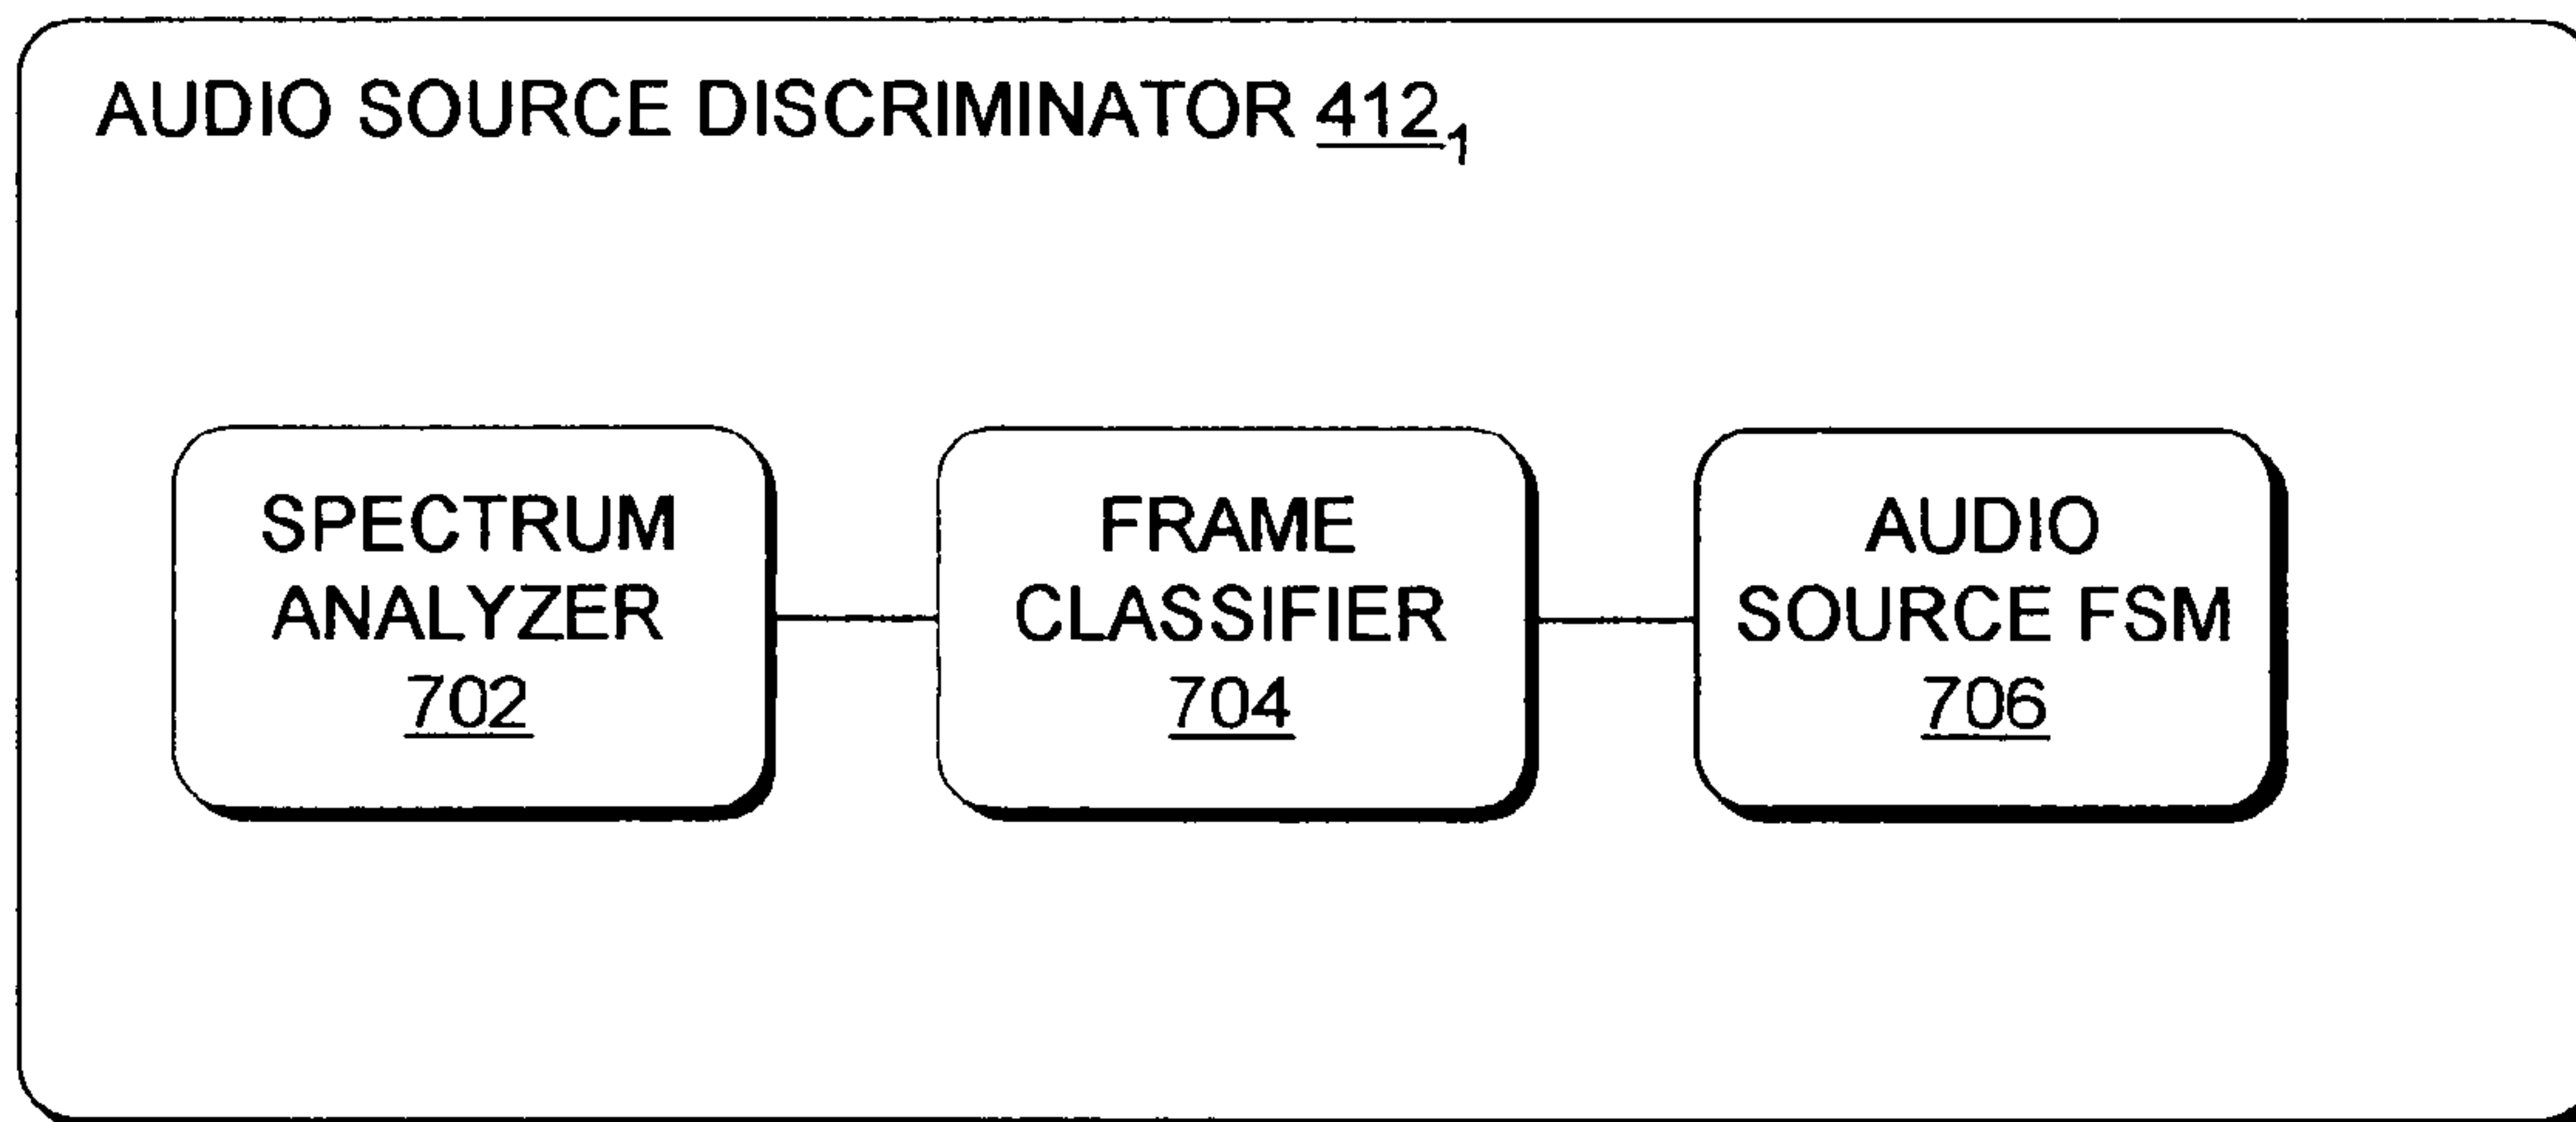 AUDIO SOURCE DISCRIMINATOR 412₁
SPECTRUM
ANALYZER
702
FRAME
CLASSIFIER
704
AUDIO
SOURCE FSM
706